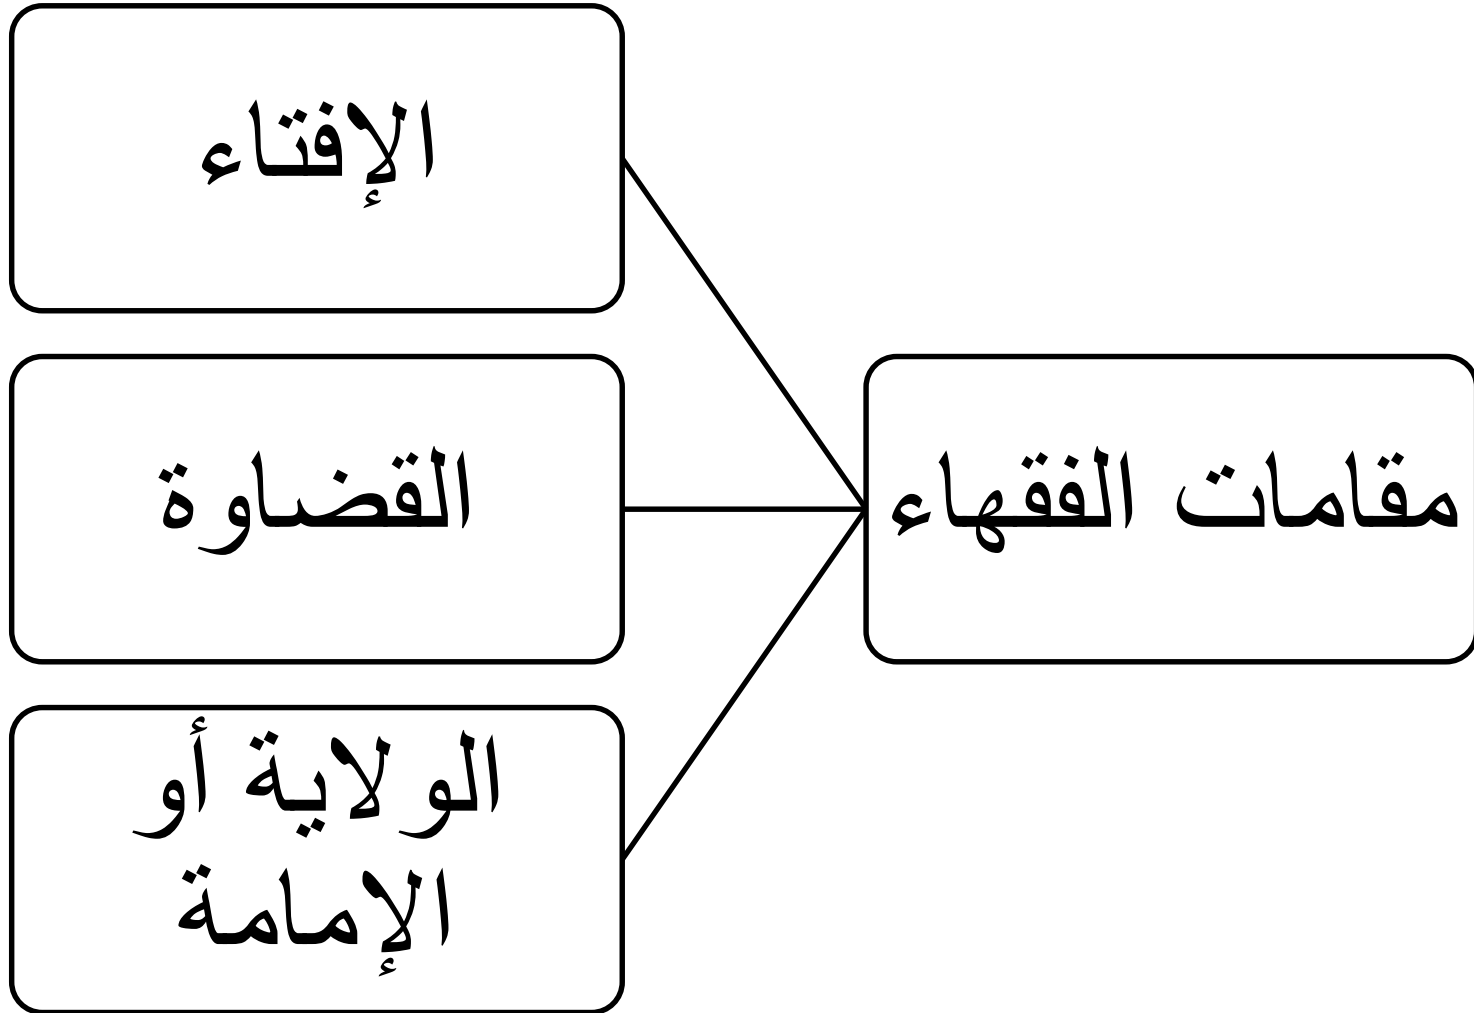 مقامات الفقهاء
الإفتاء
القضاوة
الولاية أو
الإمامة